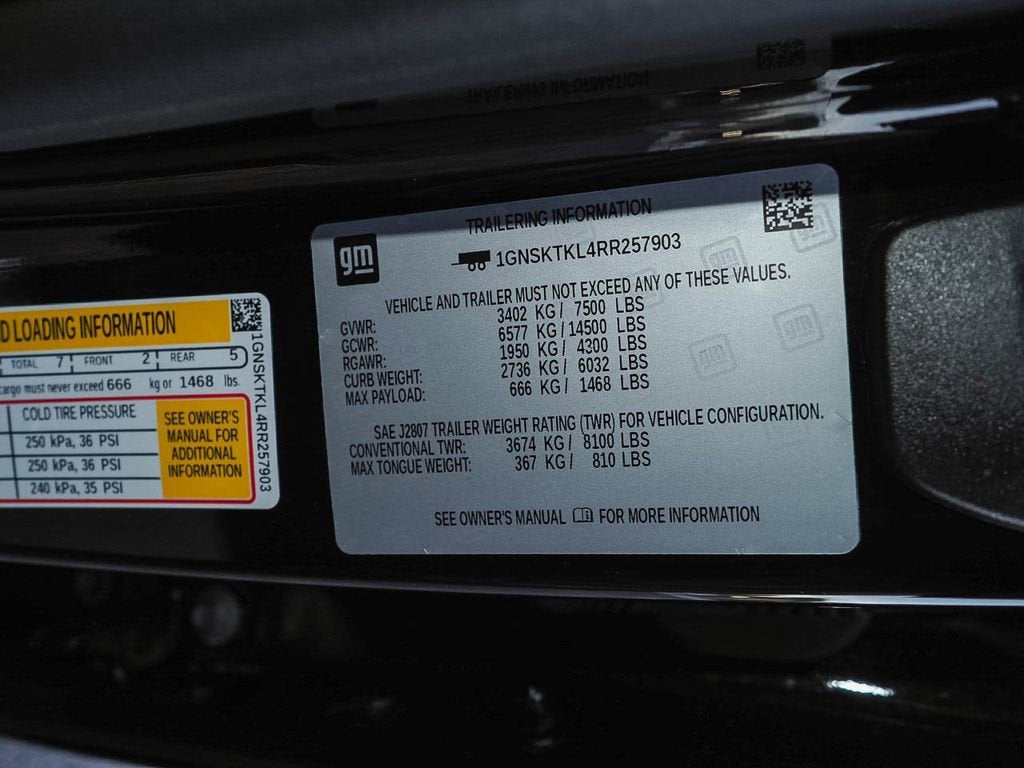 D LOADING INFORMATION
TOTAL 7 FRONT 2 REAR 5
cargo must never exceed 666 kg or 1468 lbs.
COLD TIRE PRESSURE
250 kPa, 36 PSI
250 kPa, 36 PSI
240 kPa, 35 PSI
SEE OWNER'S
MANUAL FOR
ADDITIONAL
INFORMATION
1GNSKTKL4RR257903
gm
TRAILERING INFORMATION
1GNSKTKL4RR257903
VEHICLE AND TRAILER MUST NOT EXCEED ANY OF THESE VALUES.
GVWR: 3402 KG / 7500 LBS
GCWR: 6577 KG / 14500 LBS
RGAWR: 1950 KG / 4300 LBS
CURB WEIGHT: 2736 KG / 6032 LBS
MAX PAYLOAD: 666 KG / 1468 LBS
SAE J2807 TRAILER WEIGHT RATING (TWR) FOR VEHICLE CONFIGURATION.
CONVENTIONAL TWR: 3674 KG / 8100 LBS
MAX TONGUE WEIGHT: 367 KG / 810 LBS
SEE OWNER'S MANUAL FOR MORE INFORMATION